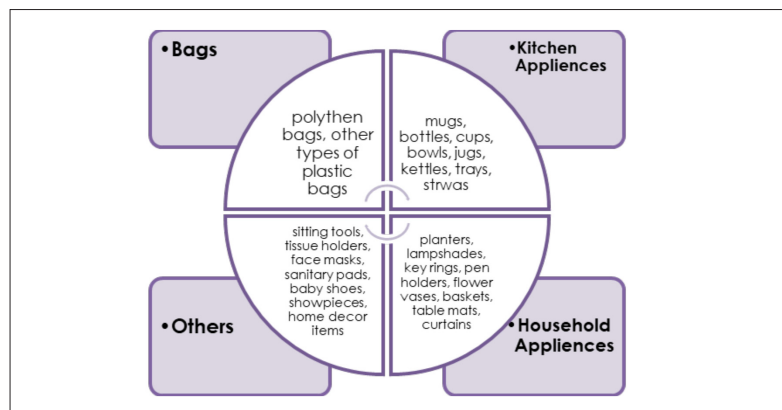 •Bags
•Kitchen
Appliences
polythen
bags, other
types of
plastic
bags
mugs,
bottles, cups,
bowls, jugs,
kettles, trays,
strwas
sitting tools,
tissue holders,
face masks,
sanitary pads,
baby shoes,
showpieces,
home decor
items
planters,
lampshades,
key rings, pen
holders, flower
vases, baskets,
table mats,
curtains
•Others
•Household
Appliences